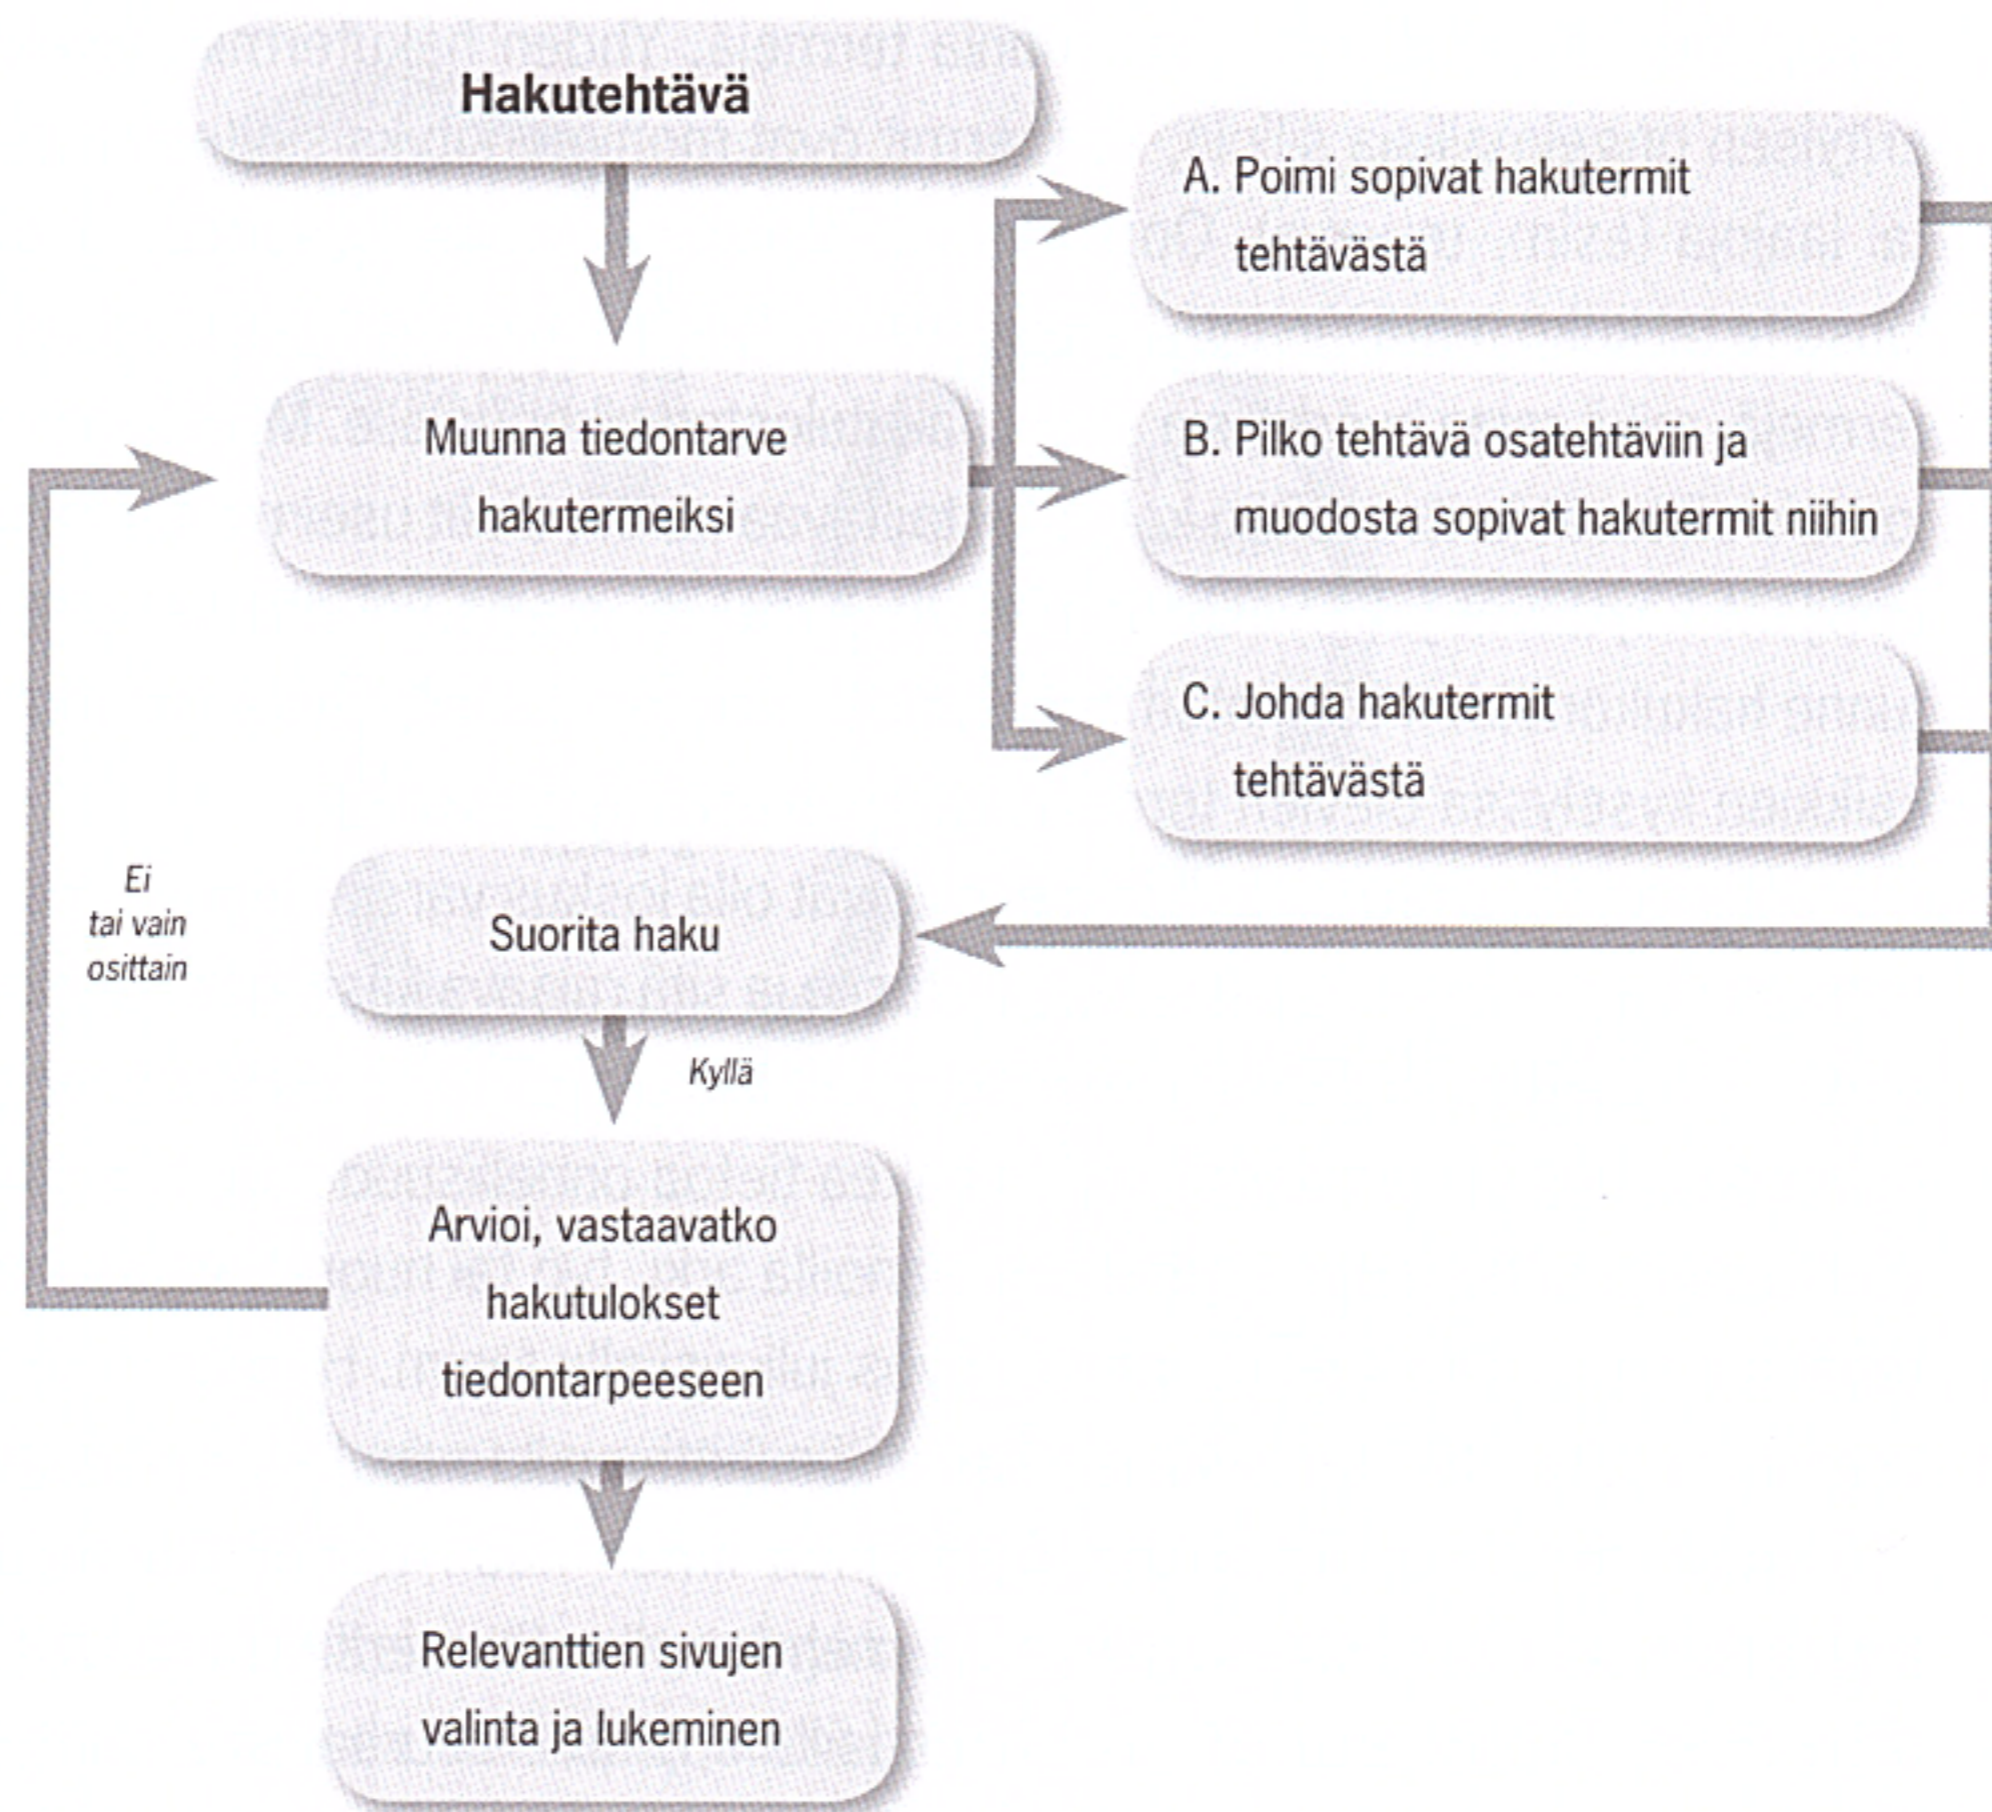 Hakutehtävä
Muunna tiedontarve
hakutermeiksi
A. Poimi sopivat hakutermit
tehtävästä
B. Pilko tehtävä osatehtäviin ja
muodosta sopivat hakutermit niihin
C. Johda hakutermit
tehtävästä
Ei
tai vain
osittain
Suorita haku
Kyllä
Arvioi, vastaavatko
hakutulokset
tiedontarpeeseen
Relevanttien sivujen
valinta ja lukeminen